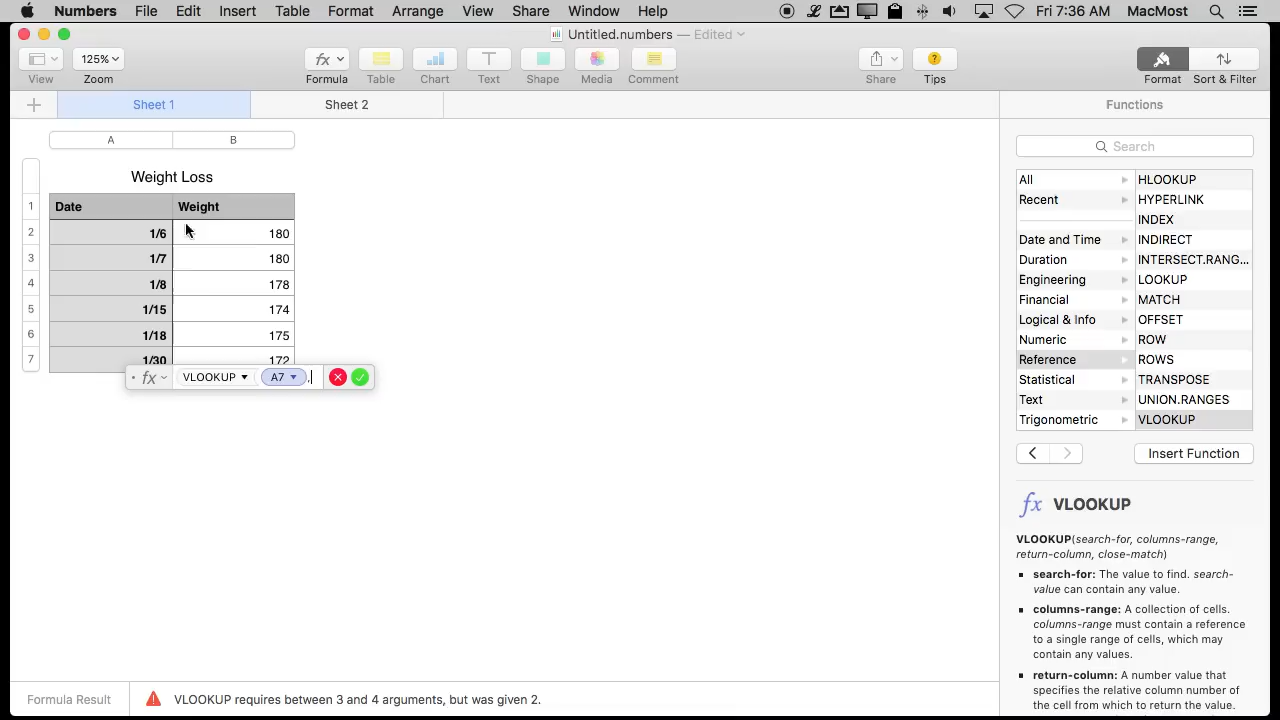 Numbers File Edit Insert Table Format Arrange View Share Window Help Fri 7:36 AM MacMost
Untitled.numbers — Edited
125%
fx
View Zoom Formula Table Chart Text Shape Media Comment Share Tips Format Sort & Filter
Sheet 1 Sheet 2 Functions
A B
Search
Weight Loss
1 Date Weight
2 1/6 180
3 1/7 180
4 1/8 178
5 1/15 174
6 1/18 175
7 1/30 172
fx VLOOKUP A7 ,
All HLOOKUP
Recent HYPERLINK
INDEX
Date and Time INDIRECT
Duration INTERSECT.RANG...
Engineering LOOKUP
Financial MATCH
Logical & Info OFFSET
Numeric ROW
Reference ROWS
Statistical TRANSPOSE
Text UNION.RANGES
Trigonometric VLOOKUP
Insert Function
fx VLOOKUP
VLOOKUP(search-for, columns-range,
return-column, close-match)
search-for: The value to find. search-
value can contain any value.
columns-range: A collection of cells.
columns-range must contain a reference
to a single range of cells, which may
contain any values.
return-column: A number value that
specifies the relative column number of
the cell from which to return the value.
Formula Result VLOOKUP requires between 3 and 4 arguments, but was given 2.